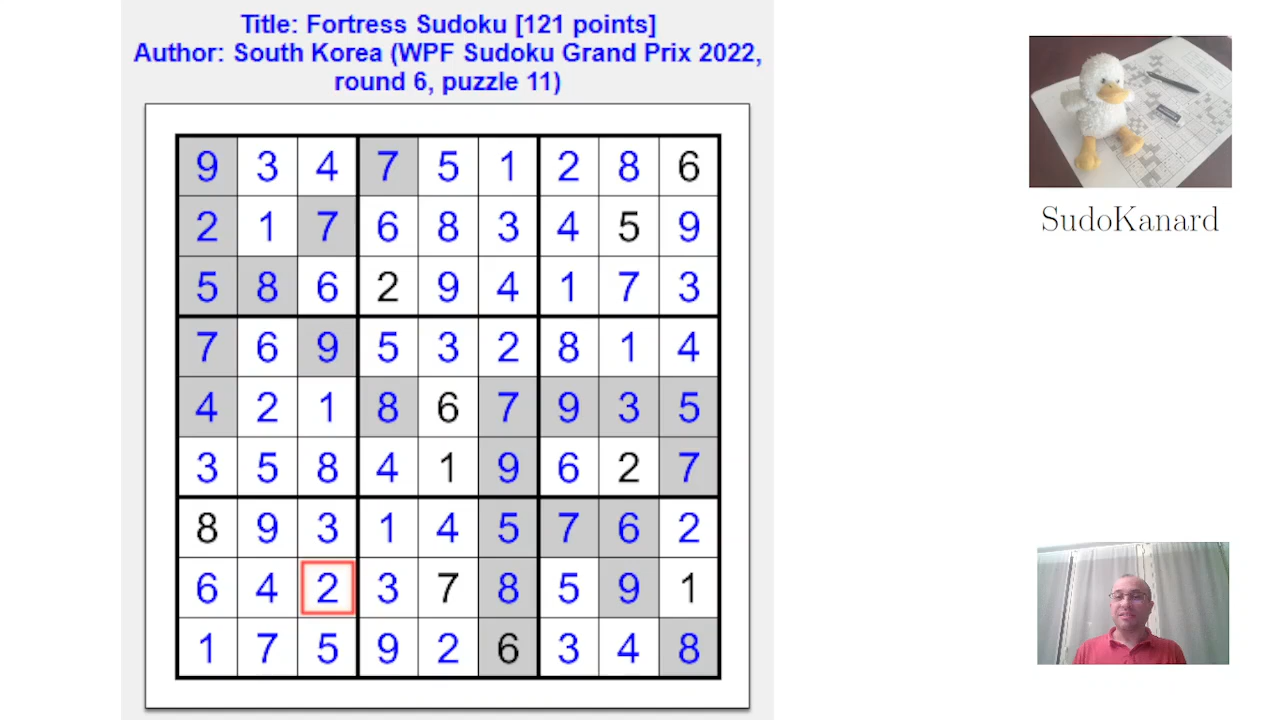 Title: Fortress Sudoku [121 points]
Author: South Korea (WPF Sudoku Grand Prix 2022,
round 6, puzzle 11)
9 3 4 7 5 1 2 8 6
2 1 7 6 8 3 4 5 9
5 8 6 2 9 4 1 7 3
7 6 9 5 3 2 8 1 4
4 2 1 8 6 7 9 3 5
3 5 8 4 1 9 6 2 7
8 9 3 1 4 5 7 6 2
6 4 2 3 7 8 5 9 1
1 7 5 9 2 6 3 4 8
SudoKanard